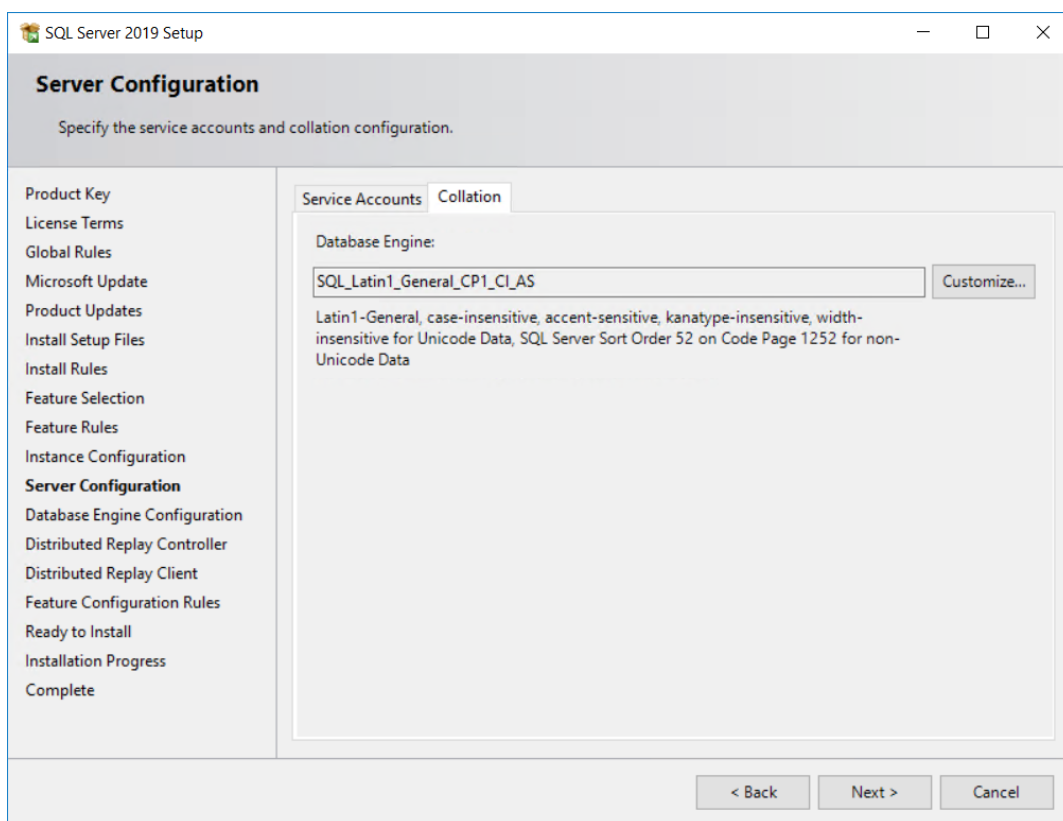 SQL Server 2019 Setup
Server Configuration
Specify the service accounts and collation configuration.
Product Key
License Terms
Global Rules
Microsoft Update
Product Updates
Install Setup Files
Install Rules
Feature Selection
Feature Rules
Instance Configuration
Server Configuration
Database Engine Configuration
Distributed Replay Controller
Distributed Replay Client
Feature Configuration Rules
Ready to Install
Installation Progress
Complete
Service Accounts Collation
Database Engine:
SQL_Latin1_General_CP1_CI_AS Customize...
Latin1-General, case-insensitive, accent-sensitive, kanatype-insensitive, width-
insensitive for Unicode Data, SQL Server Sort Order 52 on Code Page 1252 for non-
Unicode Data
< Back Next > Cancel